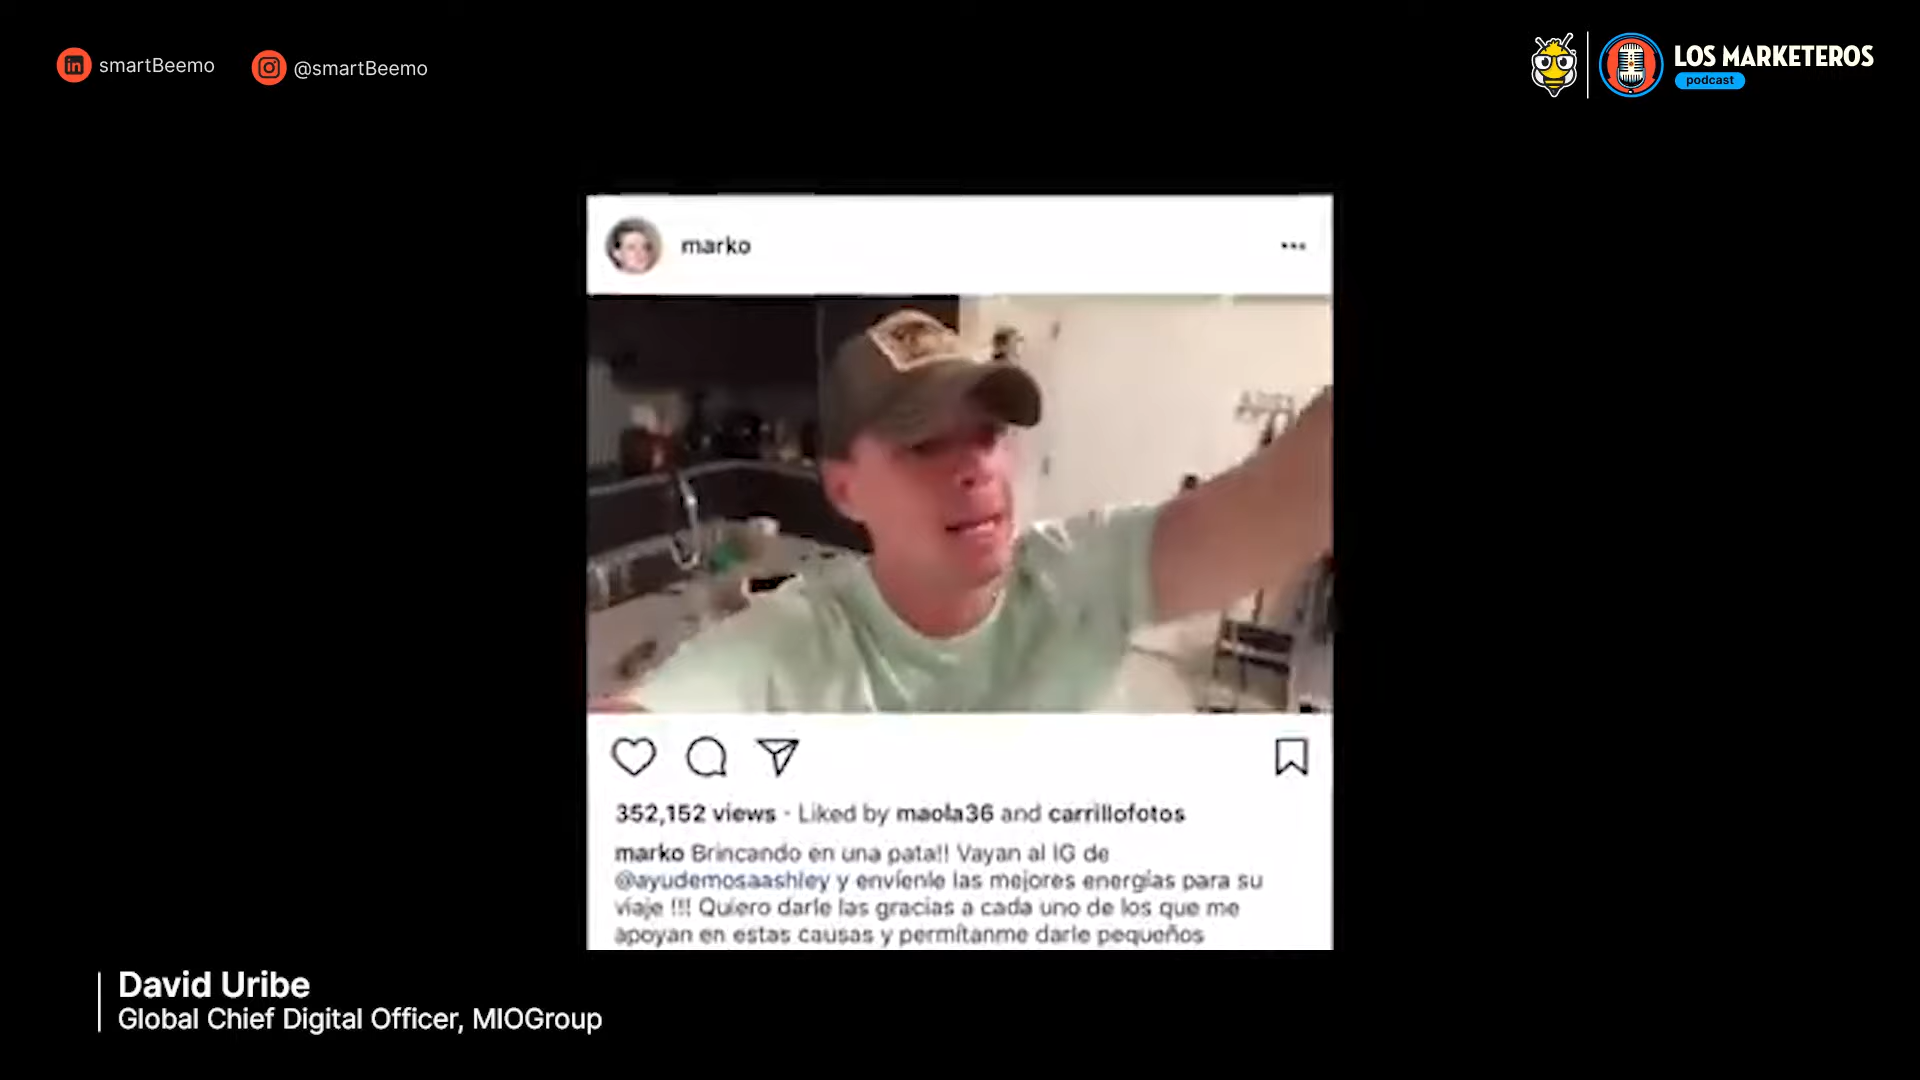 smartBeemo
@smartBeemo
LOS MARKETEROS
podcast
marko
352,152 views · Liked by maola36 and carrillofotos
marko Brincando en una pata!! Vayan al IG de
@ayudemosaashley y envíenle las mejores energías para su
viaje !!! Quiero darle las gracias a cada uno de los que me
apoyan en estas causas y permítanme darle pequeños
David Uribe
Global Chief Digital Officer, MIOGroup